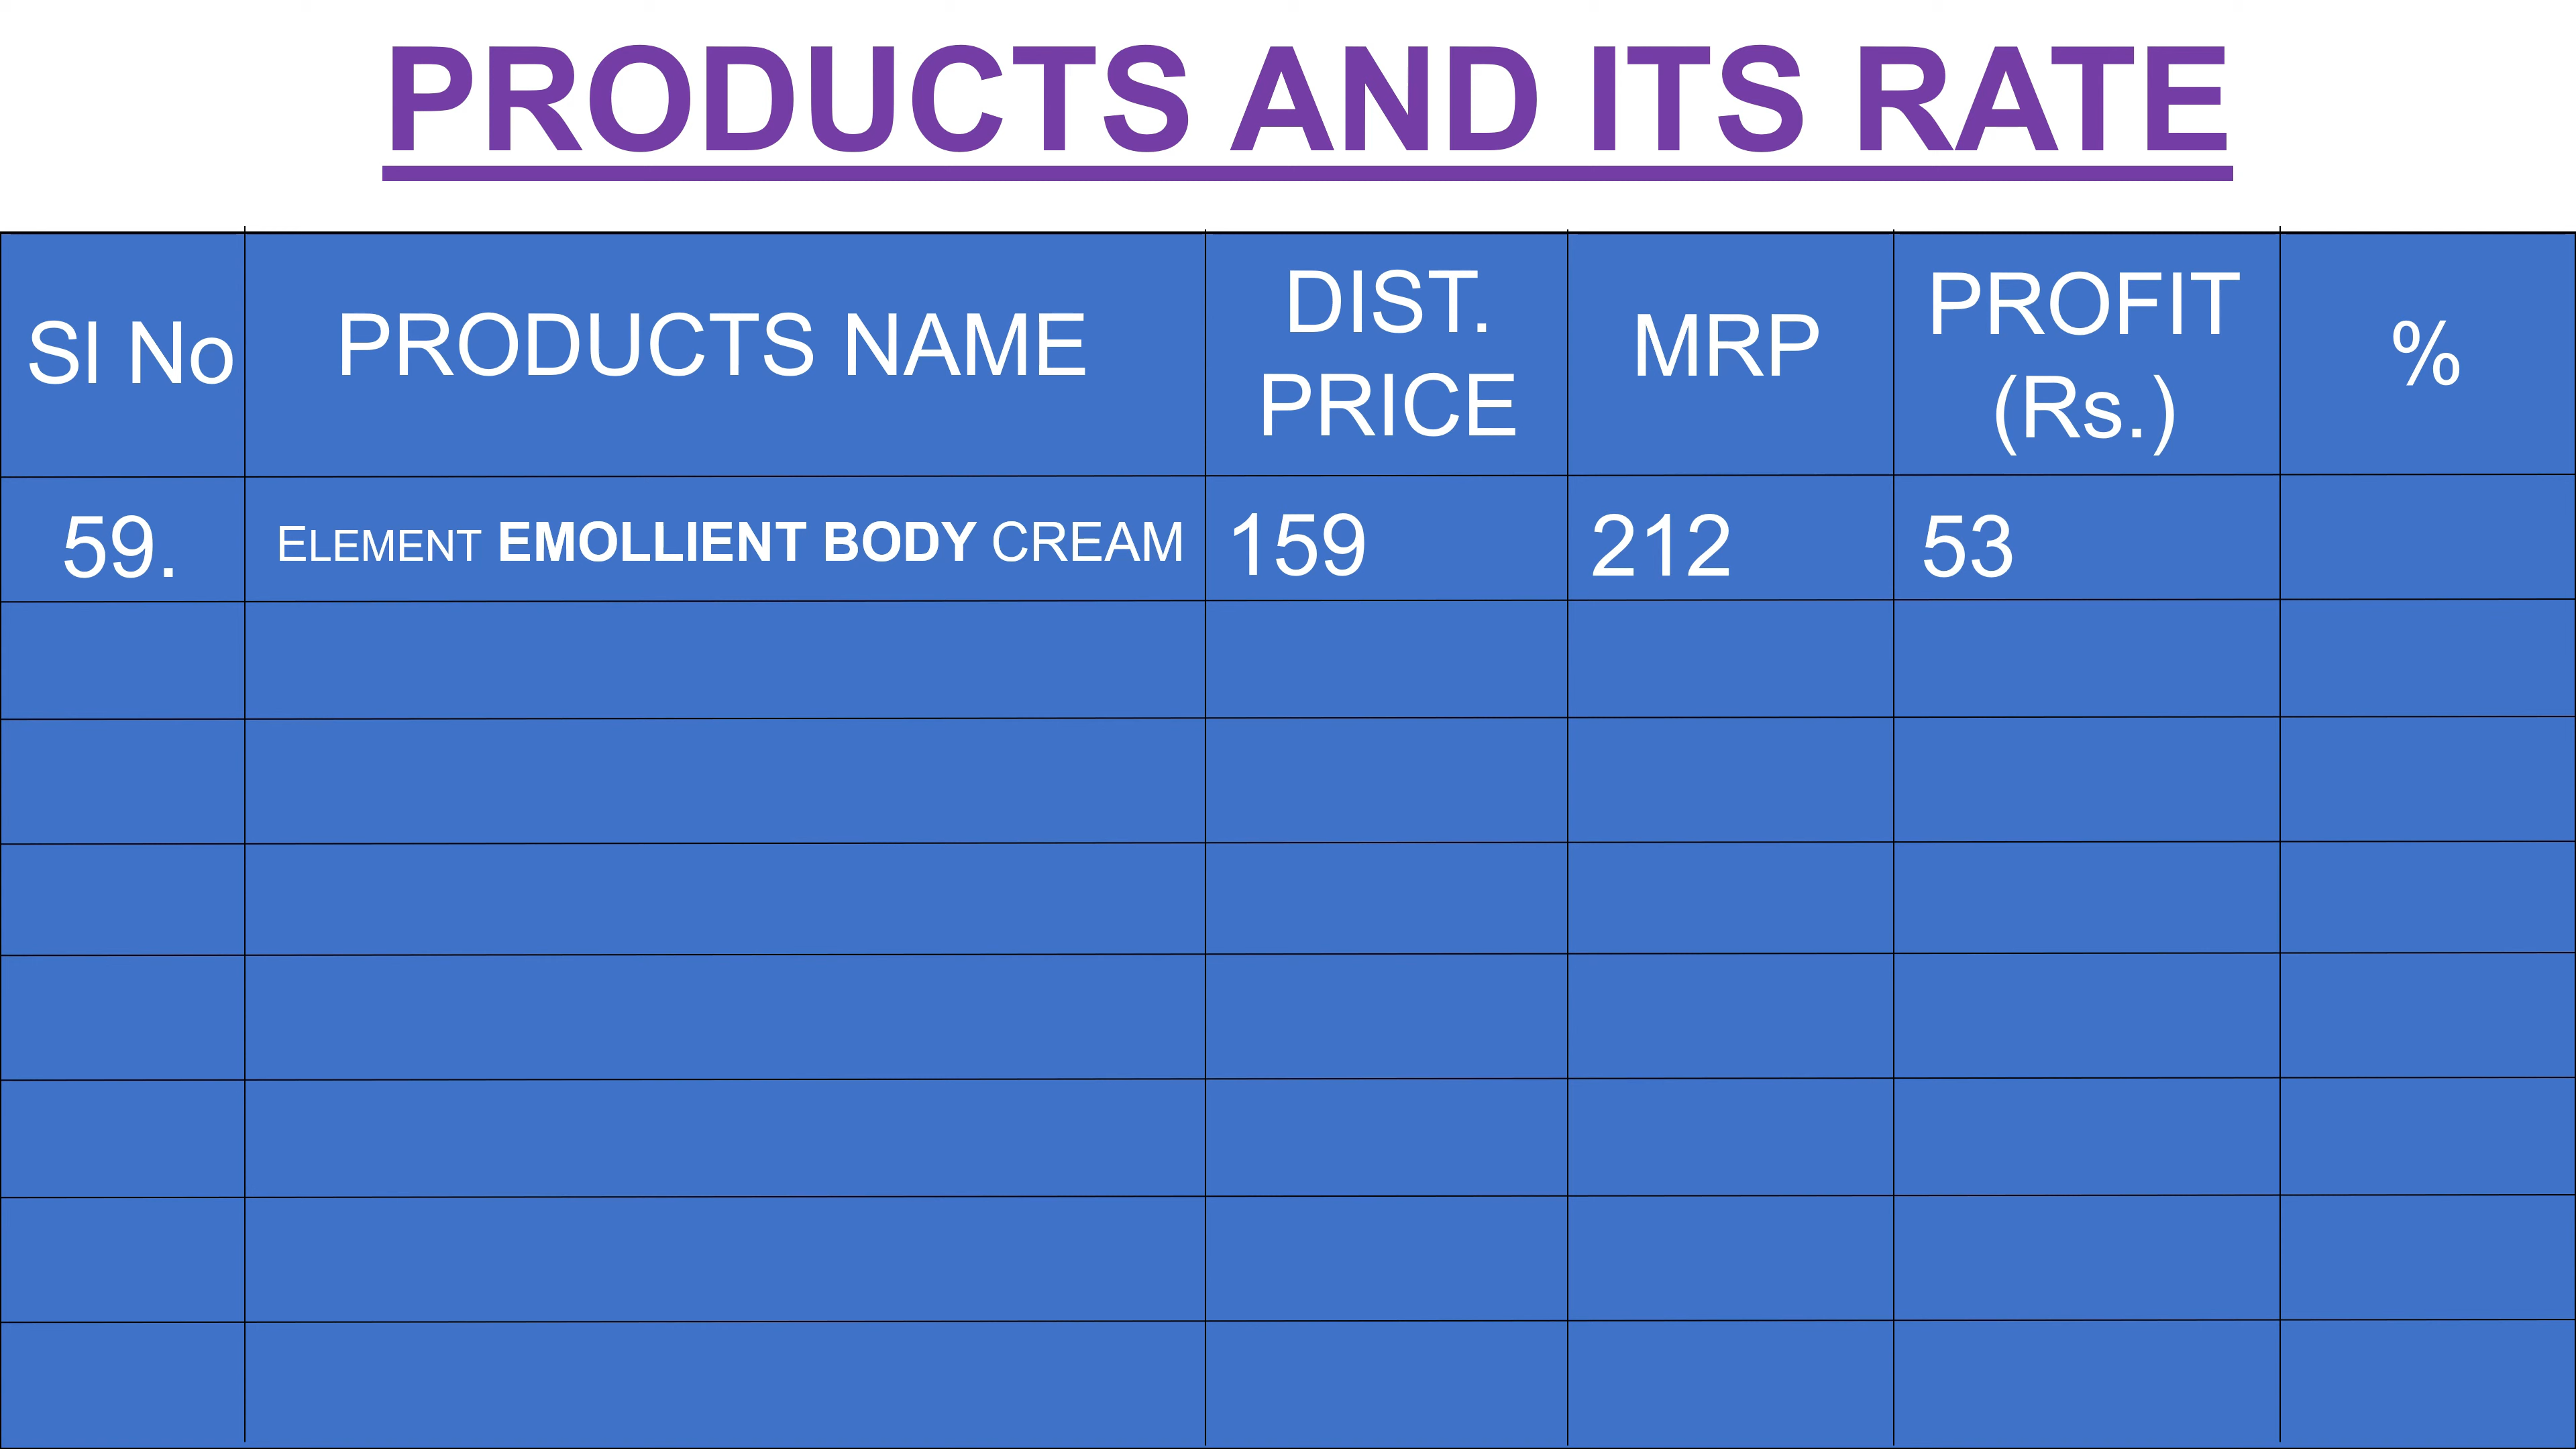 PRODUCTS AND ITS RATE
Sl No PRODUCTS NAME DIST. PRICE MRP PROFIT (Rs.) %
59. ELEMENT EMOLLIENT BODY CREAM 159 212 53